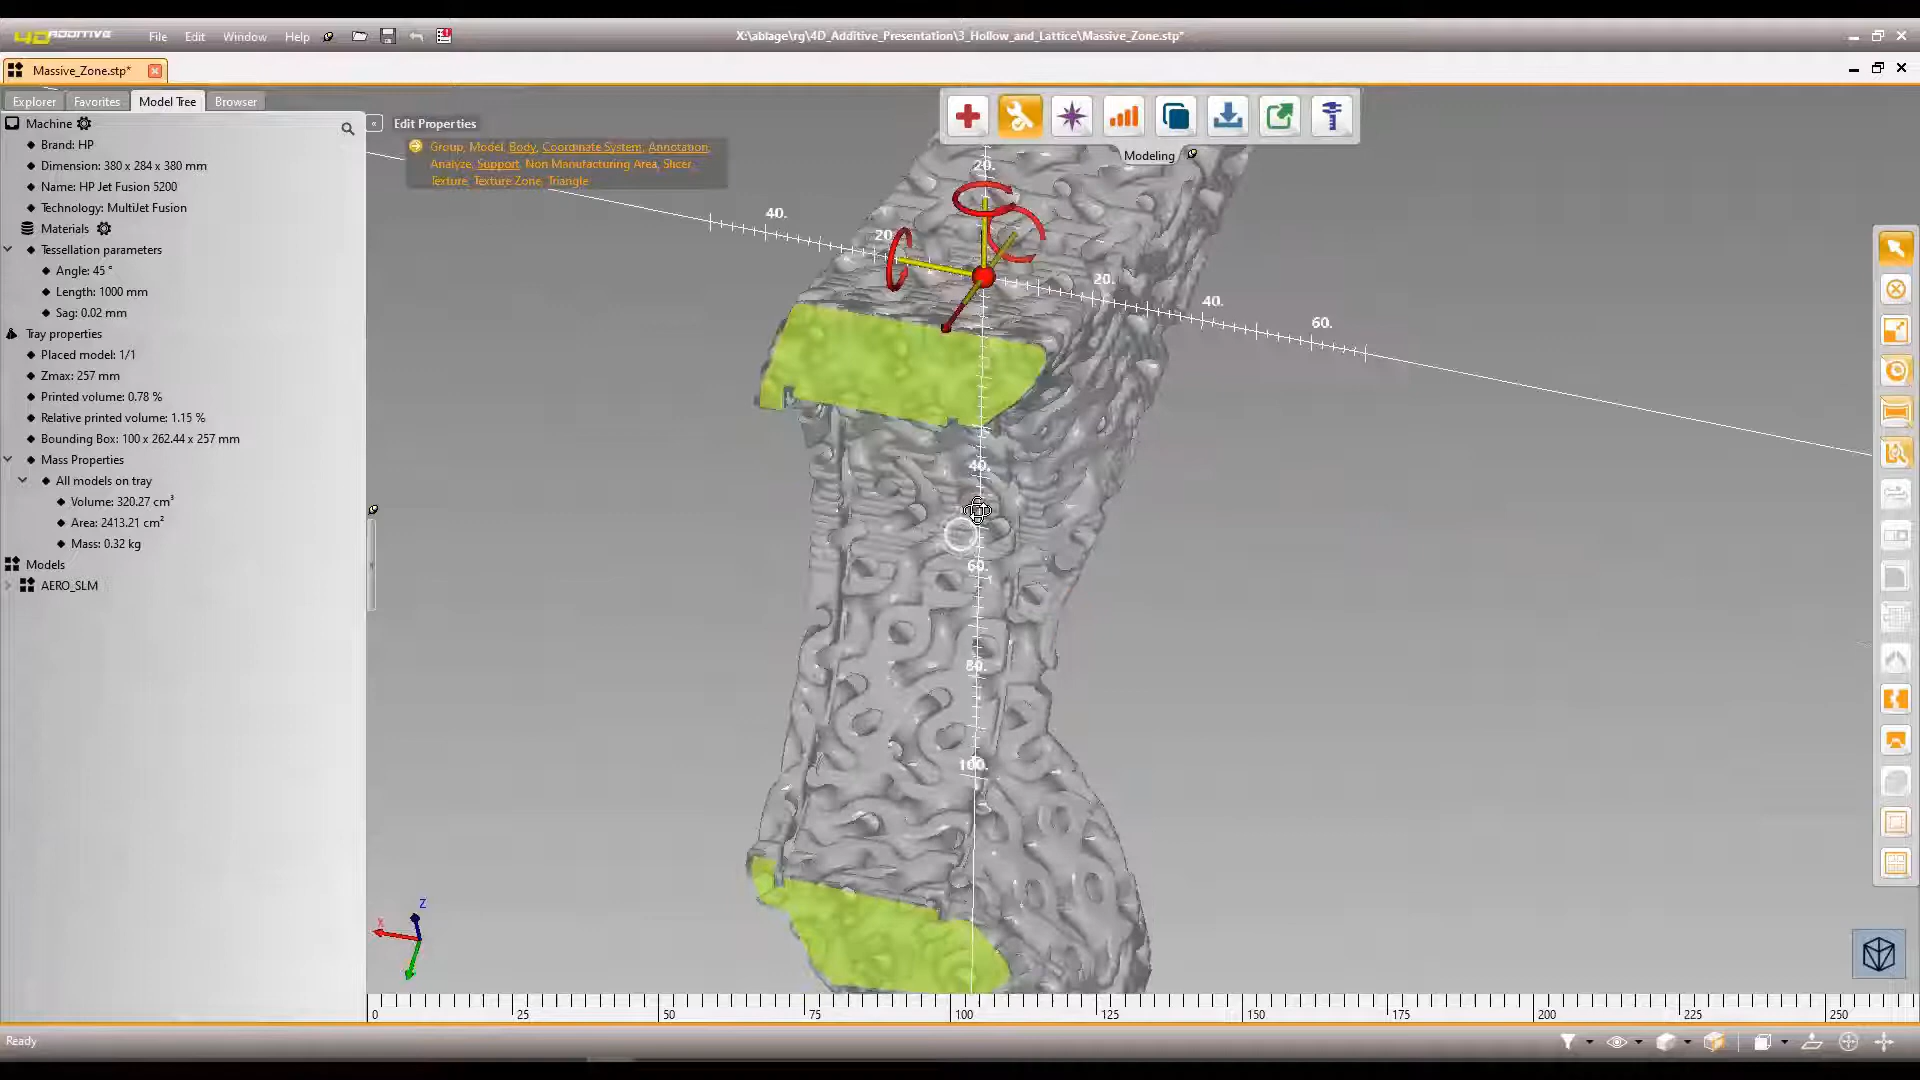 4D ADDITIVE
File Edit Window Help
X:\ablage\rg\4D_Additive_Presentation\3_Hollow_and_Lattice\Massive_Zone.stp*
Massive_Zone.stp*
Explorer Favorites Model Tree Browser
Machine
Brand: HP
Dimension: 380 x 284 x 380 mm
Name: HP Jet Fusion 5200
Technology: MultiJet Fusion
Materials
Tessellation parameters
Angle: 45 °
Length: 1000 mm
Sag: 0.02 mm
Tray properties
Placed model: 1/1
Zmax: 257 mm
Printed volume: 0.78 %
Relative printed volume: 1.15 %
Bounding Box: 100 x 262.44 x 257 mm
Mass Properties
All models on tray
Volume: 320.27 cm³
Area: 2413.21 cm²
Mass: 0.32 kg
Models
AERO_SLM
Edit Properties
Group, Model, Body, Coordinate System, Annotation,
Analyze, Support, Non Manufacturing Area, Slicer
Texture, Texture Zone, Triangle
Modeling
20.
40.
20.
20.
40.
60.
40.
60.
80.
100.
Z
X
0 25 50 75 100 125 150 175 200 225 250
Ready